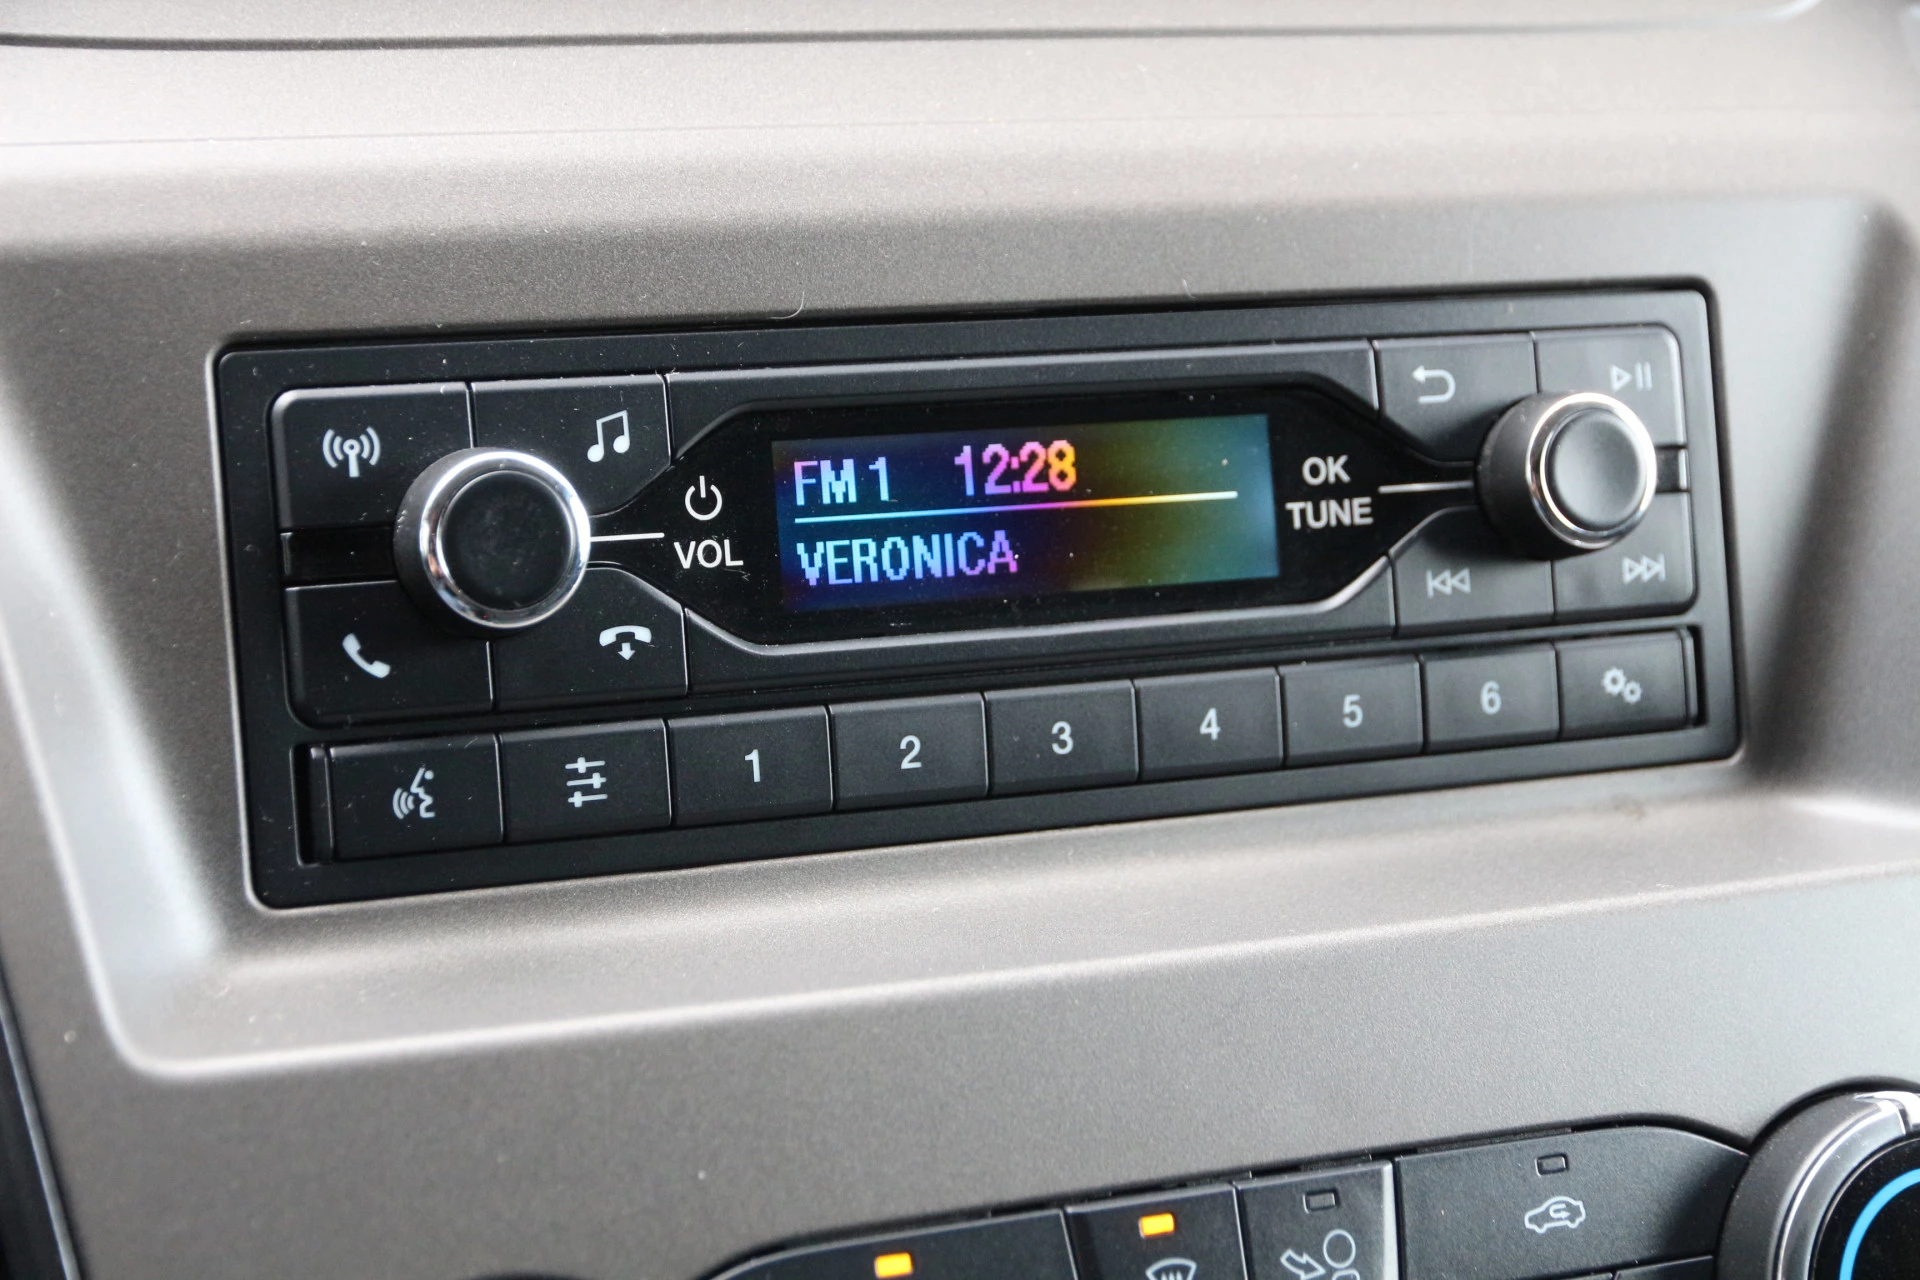 FM 1 12:28
VERONICA
VOL
OK
TUNE
1 2 3 4 5 6